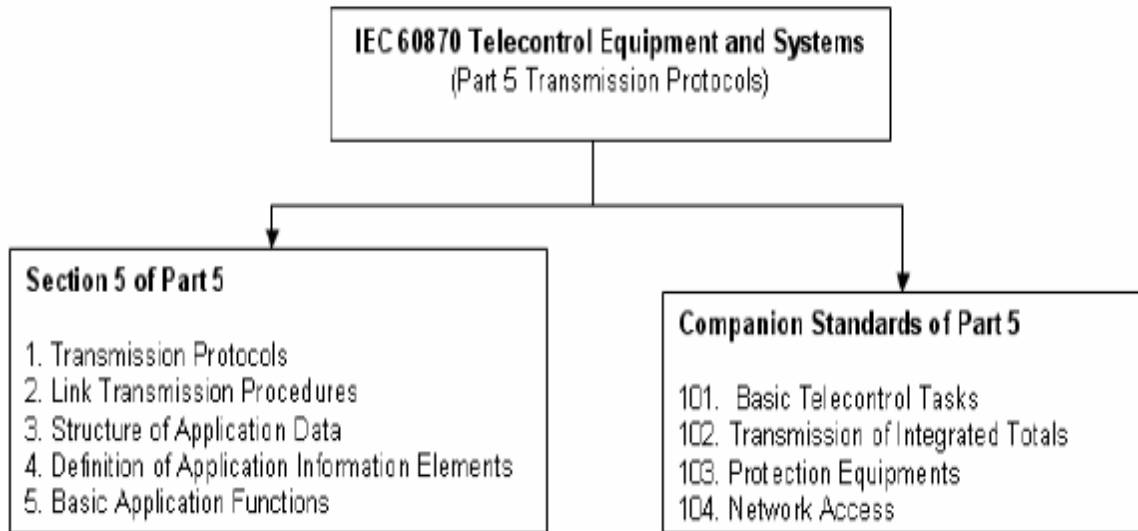 IEC 60870 Telecontrol Equipment and Systems
(Part 5 Transmission Protocols)
Section 5 of Part 5
1. Transmission Protocols
2. Link Transmission Procedures
3. Structure of Application Data
4. Definition of Application Information Elements
5. Basic Application Functions
Companion Standards of Part 5
101. Basic Telecontrol Tasks
102. Transmission of Integrated Totals
103. Protection Equipments
104. Network Access